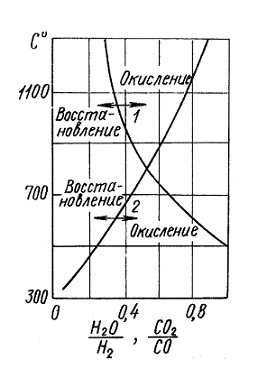 C°
Окисление
1100
Восста-
новление
1
700
Восста-
новление
2
Окисление
300
0
0,4
0,8
H2O
H2
,
CO2
CO